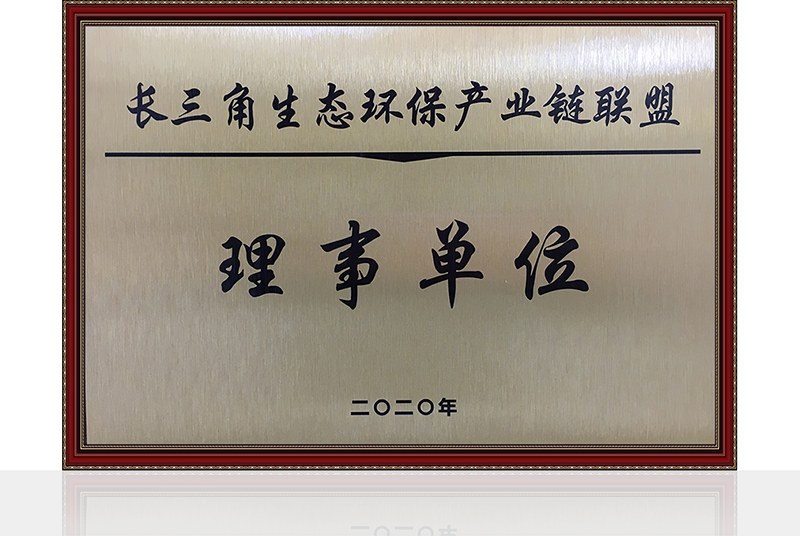 长三角生态环保产业链联盟
理事单位
二〇二〇年